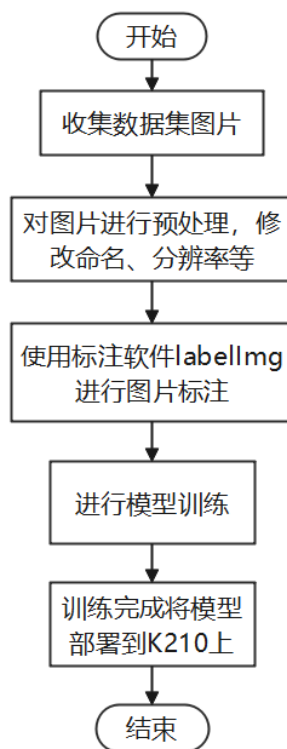 开始
收集数据集图片
对图片进行预处理，修
改命名、分辨率等
使用标注软件labelImg
进行图片标注
进行模型训练
训练完成将模型
部署到K210上
结束